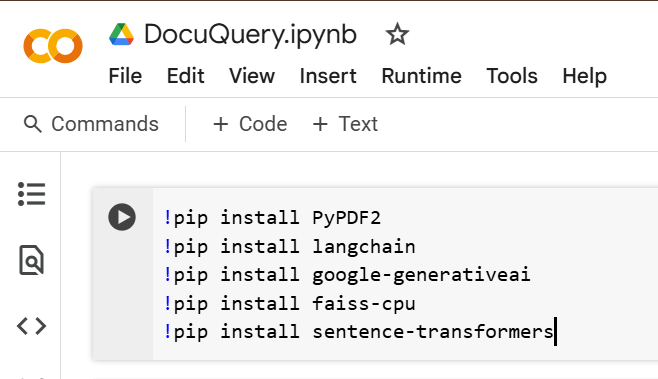 DocuQuery.ipynb
File Edit View Insert Runtime Tools Help
Commands + Code + Text
!pip install PyPDF2
!pip install langchain
!pip install google-generativeai
!pip install faiss-cpu
!pip install sentence-transformers